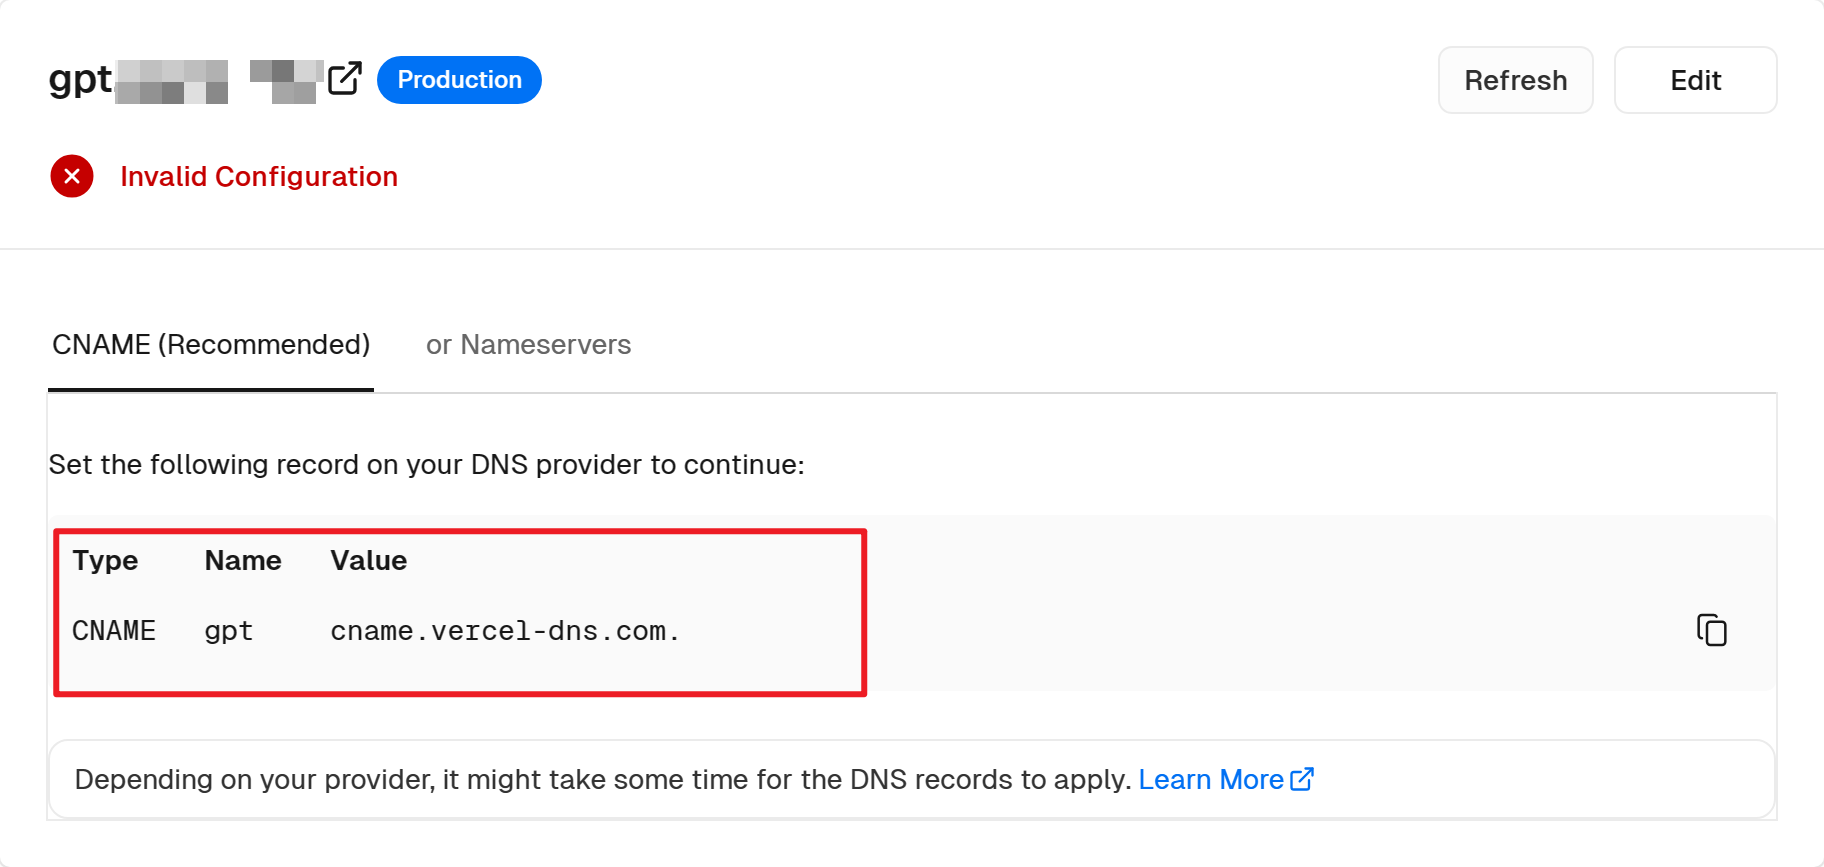 gpt
Production
Refresh
Edit
Invalid Configuration
CNAME (Recommended)
or Nameservers
Set the following record on your DNS provider to continue:
Type Name Value
CNAME gpt cname.vercel-dns.com.
Depending on your provider, it might take some time for the DNS records to apply. Learn More